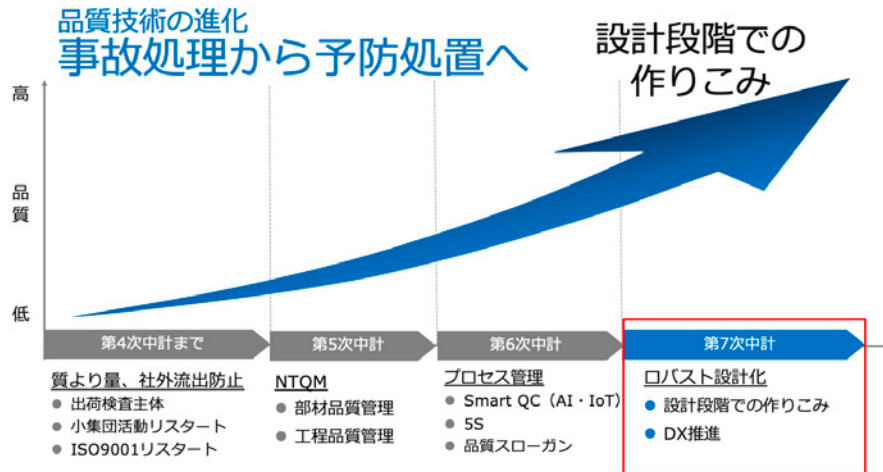 品質技術の進化
事故処理から予防処置へ
設計段階での
作りこみ
高
品
質
低
第4次中計まで
第5次中計
第6次中計
第7次中計
質より量、社外流出防止
● 出荷検査主体
● 小集団活動リスタート
● ISO9001リスタート
NTQM
● 部材品質管理
● 工程品質管理
プロセス管理
● Smart QC（AI・IoT）
● 5S
● 品質スローガン
ロバスト設計化
● 設計段階での作りこみ
● DX推進